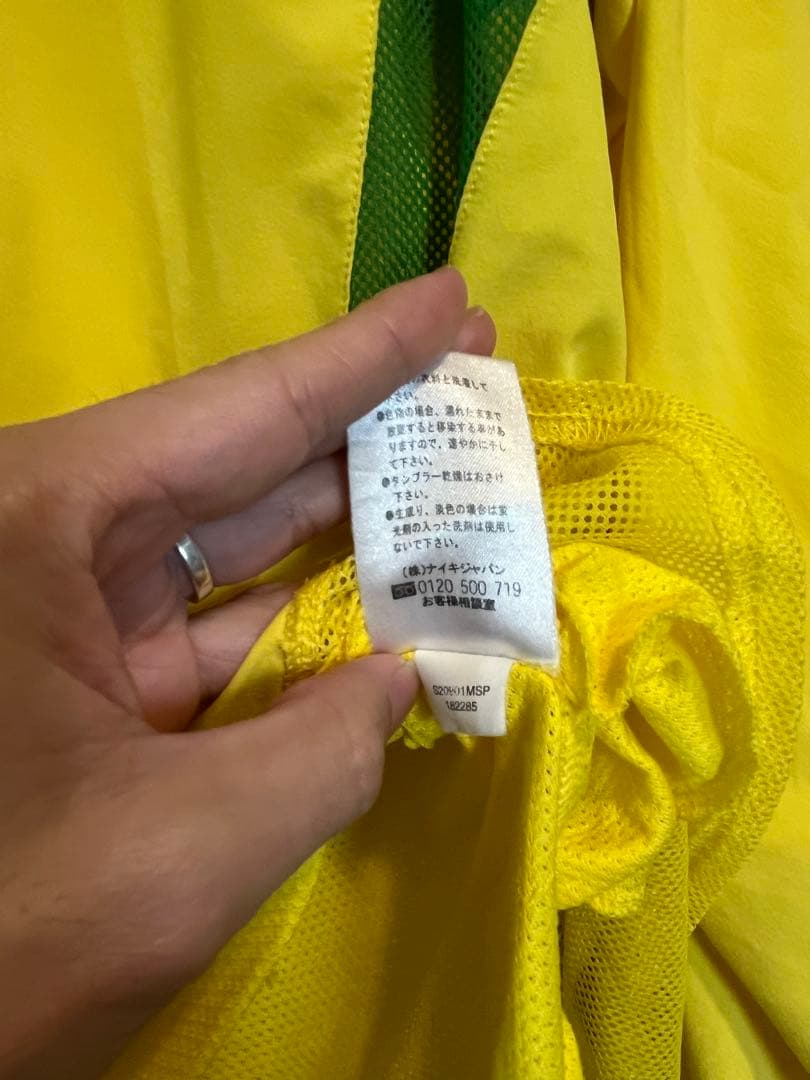 衣料と洗濯して
下さい。
●色物の場合、濡れたままで
放置すると移染する事があ
りますので、速やかに干し
て下さい。
●タンブラー乾燥はおさけ
下さい。
●生成り、淡色の場合は蛍
光剤の入った洗剤は使用し
ないで下さい。
(株)ナイキジャパン
0120 500 719
お客様相談室
182285